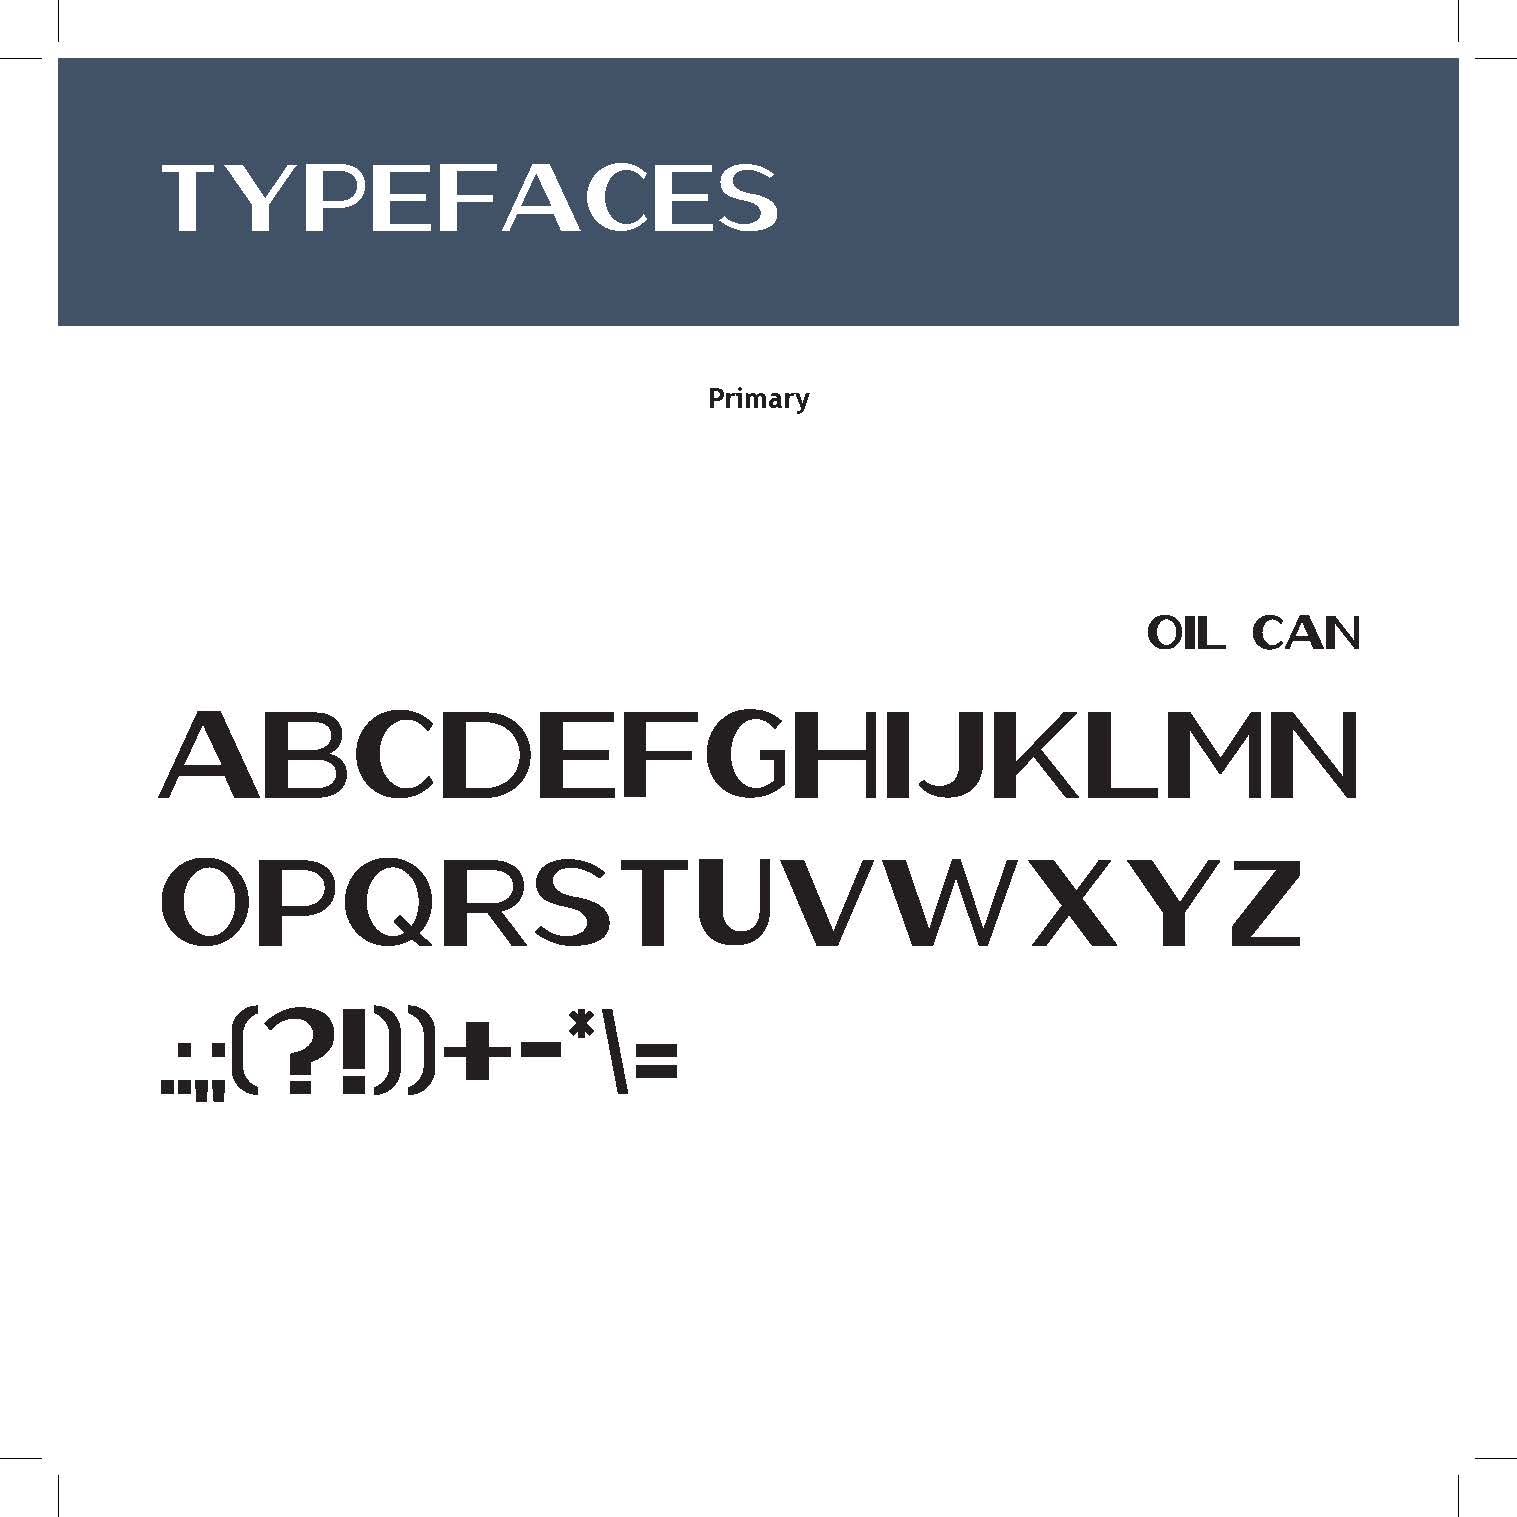 TYPEFACES
Primary
OIL CAN
ABCDEFGHIJKLMN
OPQRSTUVWXYZ
.:,;(?!))+-*\=